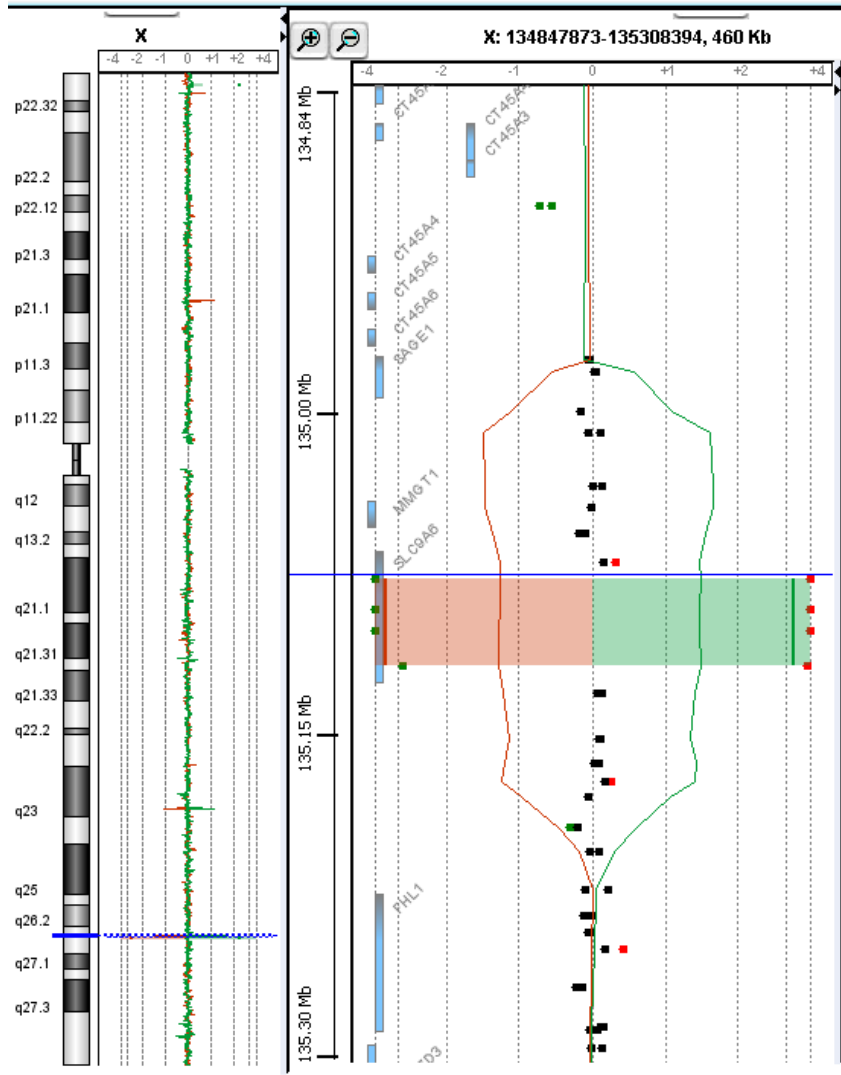 X
-4 -2 -1 0 +1 +2 +4
p22.32
p22.2
p22.12
p21.3
p21.1
p11.3
p11.22
q12
q13.2
q21.1
q21.31
q21.33
q22.2
q23
q25
q26.2
q27.1
q27.3
X: 134847873-135308394, 460 Kb
-4 -1 0 +1 +2 +4
134.84 Mb
135.00 Mb
135.15 Mb
135.30 Mb
CT45A3
CT45A4
CT45A5
CT45A6
SAGE1
MMGT1
SLC9A6
FHL1